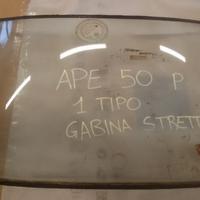 APE 50 P
1 TIPO
GABINA STRETT